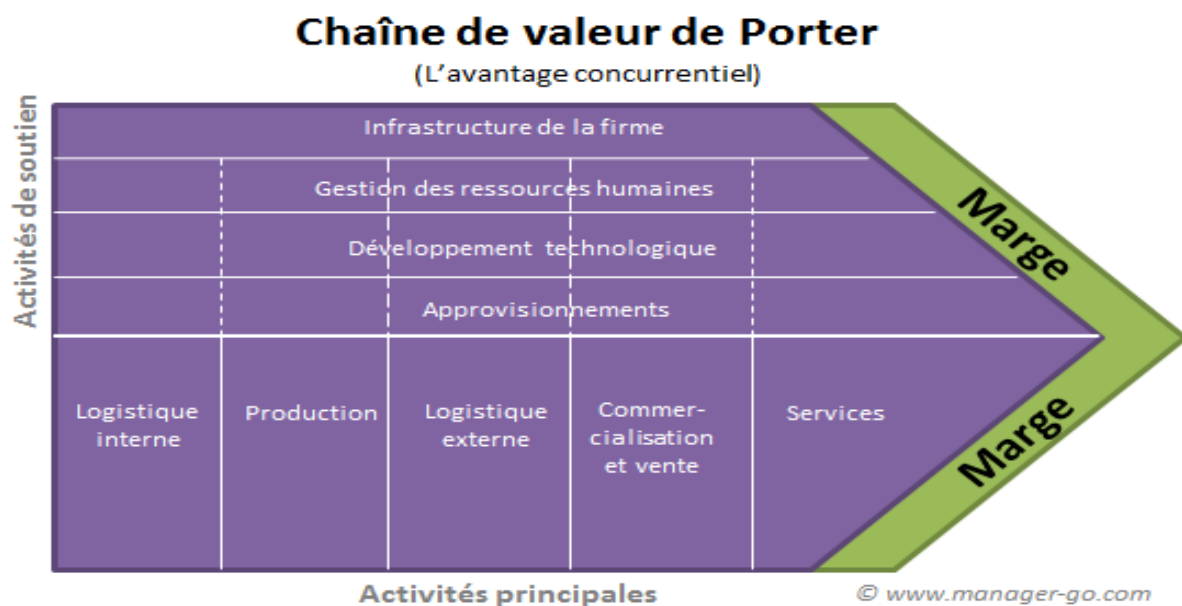 Chaîne de valeur de Porter
(L'avantage concurrentiel)
Activités de soutien
Infrastructure de la firme
Gestion des ressources humaines
Développement technologique
Approvisionnements
Marge
Logistique
interne
Production
Logistique
externe
Commer-
cialisation
et vente
Services
Marge
Activités principales
© www.manager-go.com